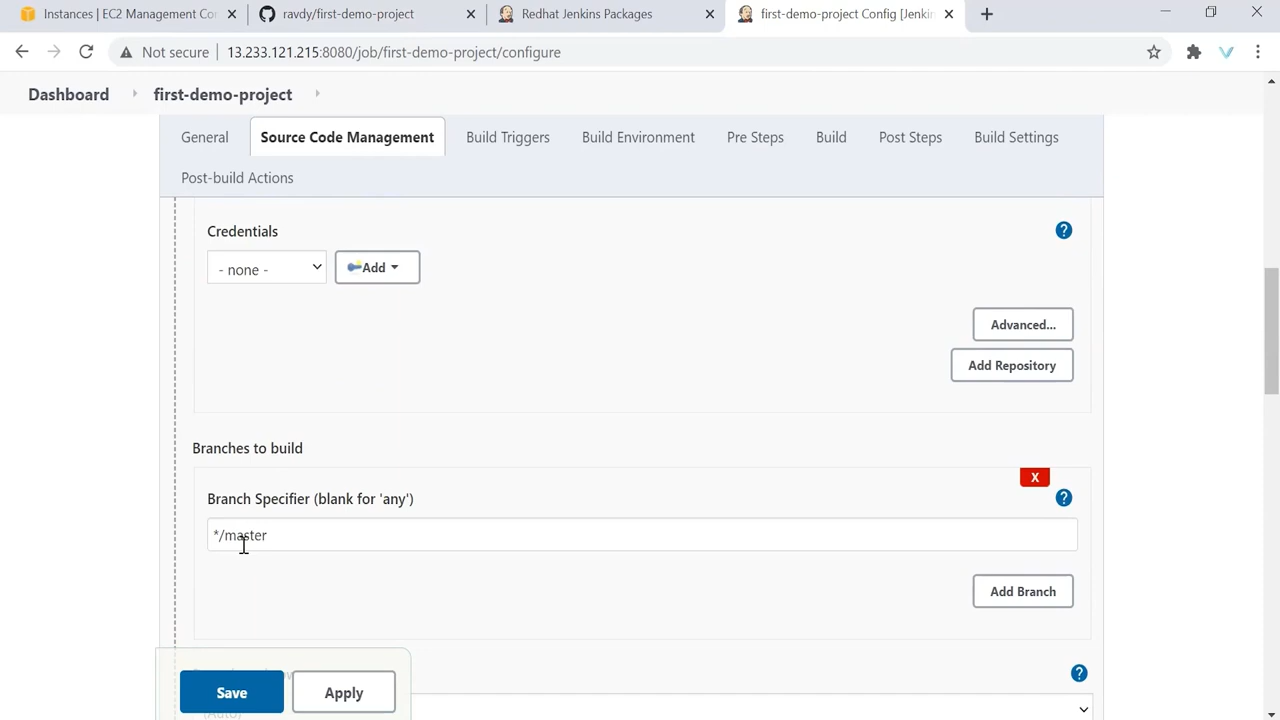 Instances | EC2 Management Co
ravdy/first-demo-project
Redhat Jenkins Packages
first-demo-project Config [Jenkin
Not secure
13.233.121.215:8080/job/first-demo-project/configure
Dashboard
first-demo-project
General
Source Code Management
Build Triggers
Build Environment
Pre Steps
Build
Post Steps
Build Settings
Post-build Actions
Credentials
?
- none -
Add
Advanced...
Add Repository
Branches to build
X
Branch Specifier (blank for 'any')
?
*/master
Add Branch
?
Save
Apply
(Auto)